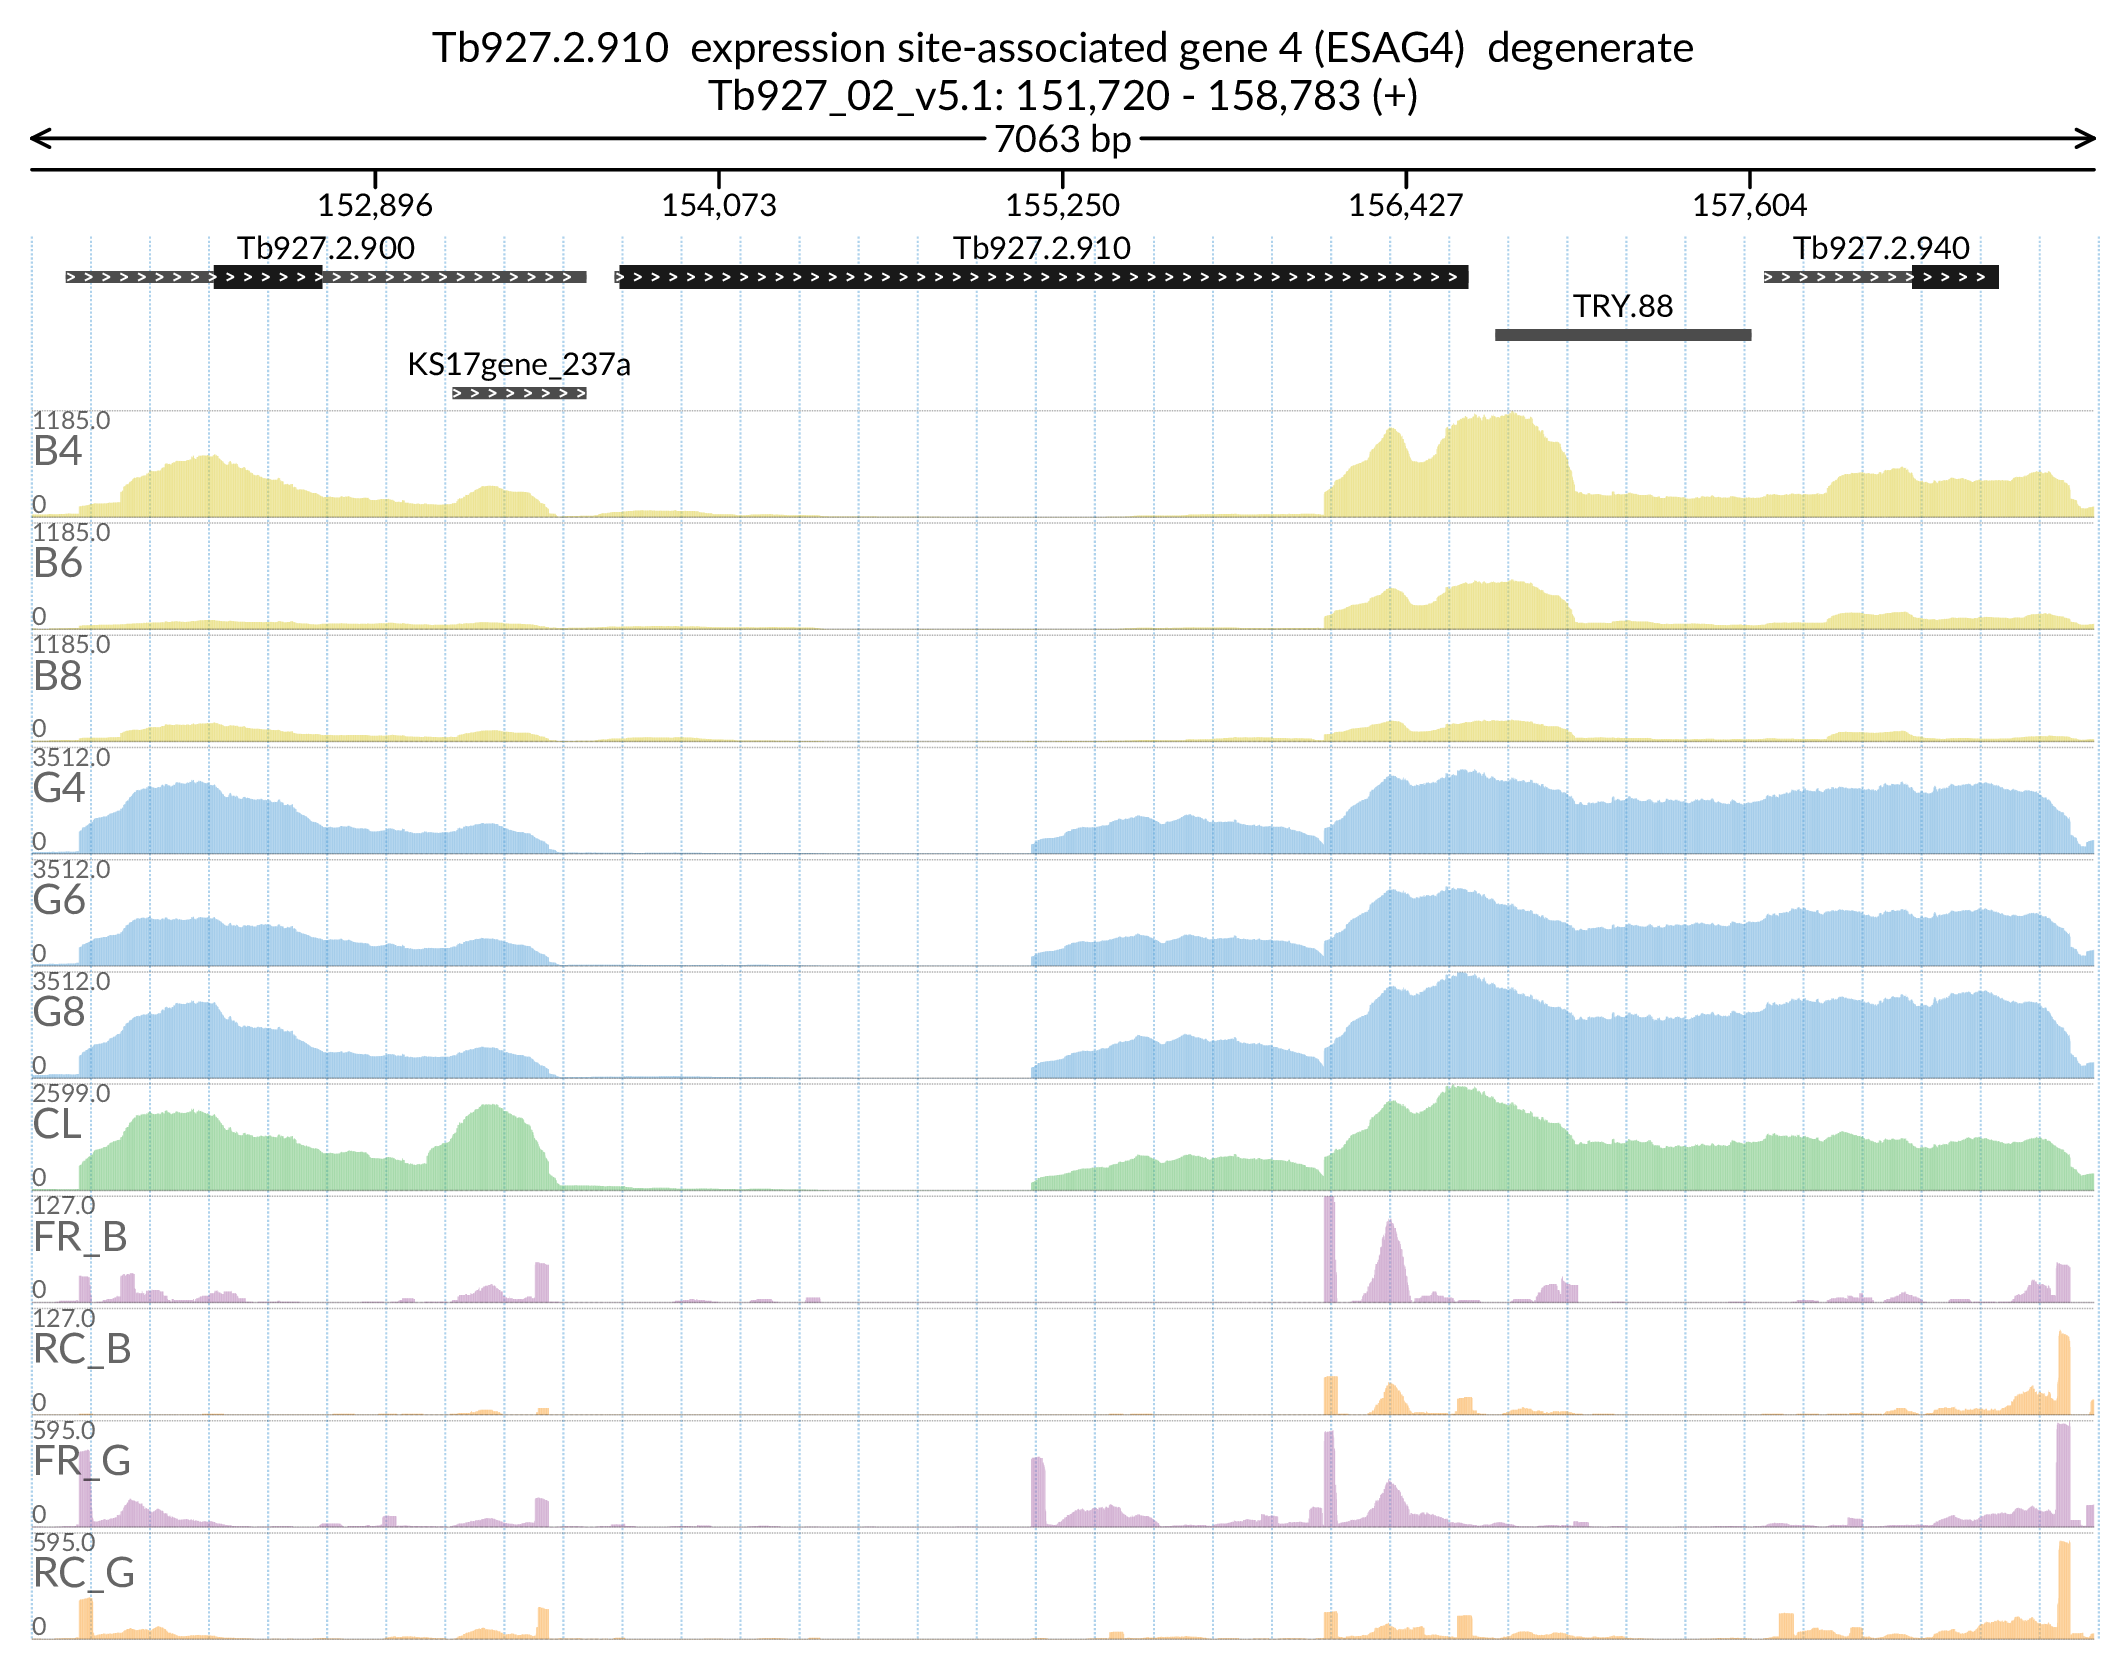 Tb927.2.910  expression site-associated gene 4 (ESAG4)  degenerate
Tb927_02_v5.1: 151,720 - 158,783 (+)
7063 bp
152,896 154,073 155,250 156,427 157,604
Tb927.2.900 Tb927.2.910 Tb927.2.940
TRY.88
KS17gene_237a
1185.0
B4
0
1185.0
B6
0
1185.0
B8
0
3512.0
G4
0
3512.0
G6
0
3512.0
G8
0
2599.0
CL
0
127.0
FR_B
0
127.0
RC_B
0
595.0
FR_G
0
595.0
RC_G
0